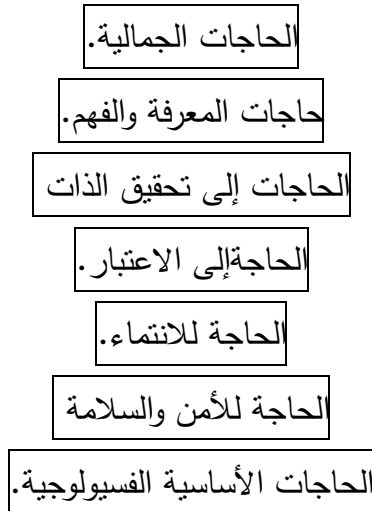 الحاجات الجمالية.
حاجات المعرفة والفهم.
الحاجات إلى تحقيق الذات
الحاجةإلى الاعتبار.
الحاجة للانتماء.
الحاجة للأمن والسلامة
الحاجات الأساسية الفسيولوجية.